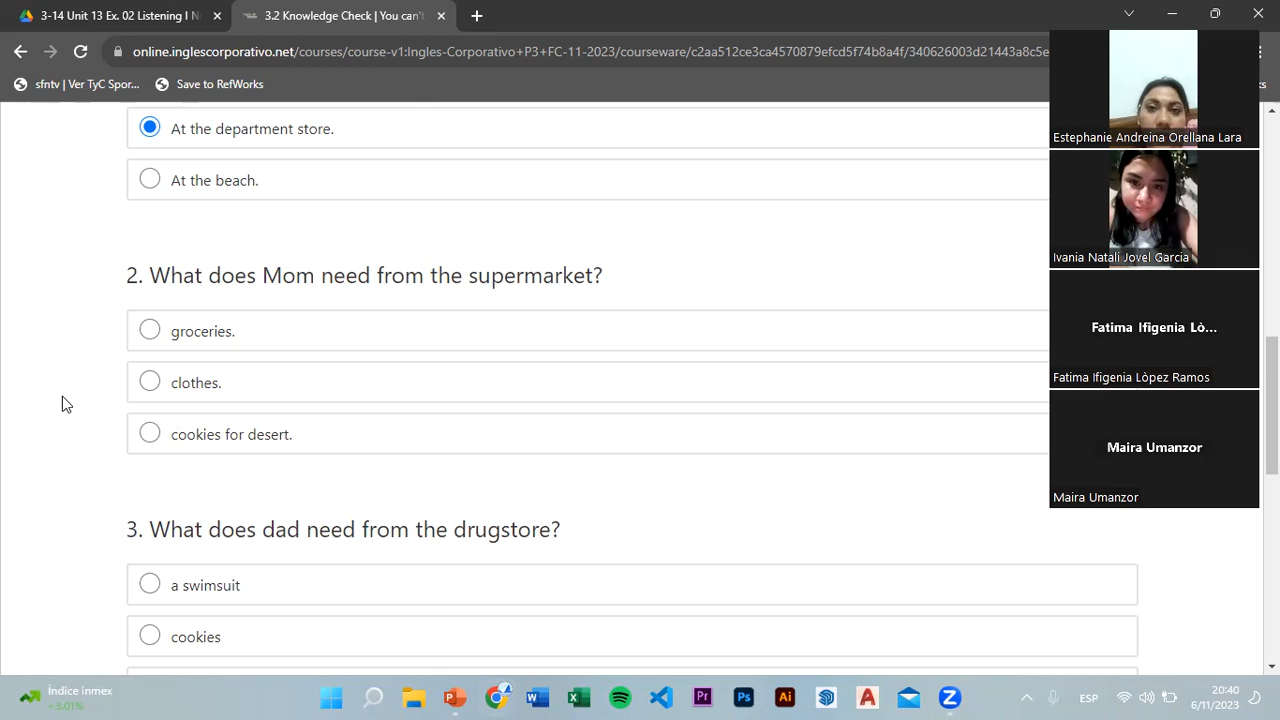 3-14 Unit 13 Ex. 02 Listening I N
3.2 Knowledge Check | You can't
online.inglescorporativo.net/courses/course-v1:Ingles-Corporativo+P3+FC-11-2023/courseware/c2aa512ce3ca4570879efcd5f74b8a4f/340626003d21443a8c5e
sfntv | Ver TyC Spor...
Save to RefWorks
At the department store.
At the beach.
2. What does Mom need from the supermarket?
groceries.
clothes.
cookies for desert.
3. What does dad need from the drugstore?
a swimsuit
cookies
Estephanie Andreina Orellana Lara
Ivania Natali Jovel Garcia
Fatima Ifigenia Lò...
Fatima Ifigenia Lòpez Ramos
Maira Umanzor
Maira Umanzor
Índice inmex
+3.01%
ESP
20:40
6/11/2023